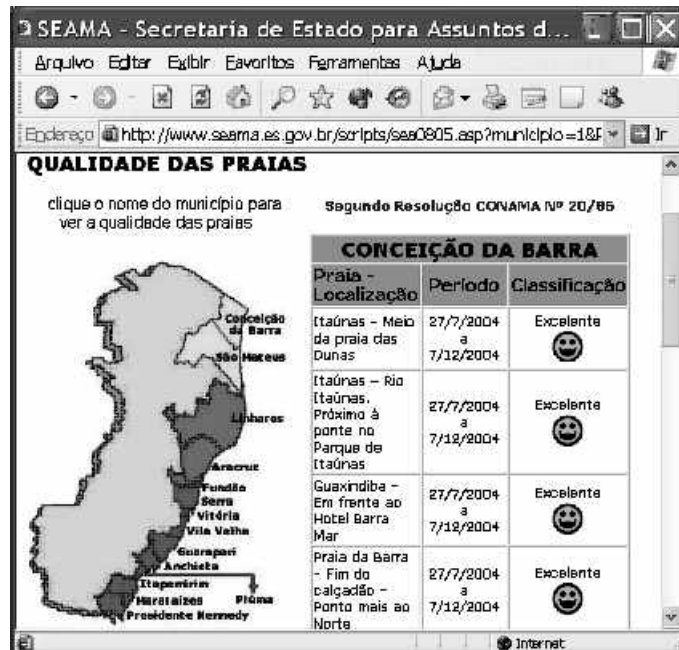 SEAMA - Secretaria de Estado para Assuntos d...
Arquivo Editar Exibir Favoritos Ferramentas Ajuda
Endereço http://www.seama.es.gov.br/scripts/sea0805.asp?municipio=1&F Ir
QUALIDADE DAS PRAIAS
clique o nome do município para
ver a qualidade das praias
Conceição
da Barra
São Mateus
Linhares
Aracruz
Fundão
Serra
Vitória
Vila Velha
Guarapari
Anchieta
Itapemirim
Marataízes
Piúma
Presidente Kennedy
Segundo Resolução CONAMA Nº 20/86
CONCEIÇÃO DA BARRA
Praia -
Localização
Período
Classificação
Itaúnas - Meio
da praia das
Dunas
27/7/2004
a
7/12/2004
Excelente
Itaúnas – Rio
Itaúnas.
Próximo à
ponte no
Parque de
Itaúnas
27/7/2004
a
7/12/2004
Excelente
Guaxindiba -
Em frente ao
Hotel Barra
Mar
27/7/2004
a
7/12/2004
Excelente
Praia da Barra
- Fim do
calçadão -
Ponto mais ao
Norte
27/7/2004
a
7/12/2004
Excelente
Internet